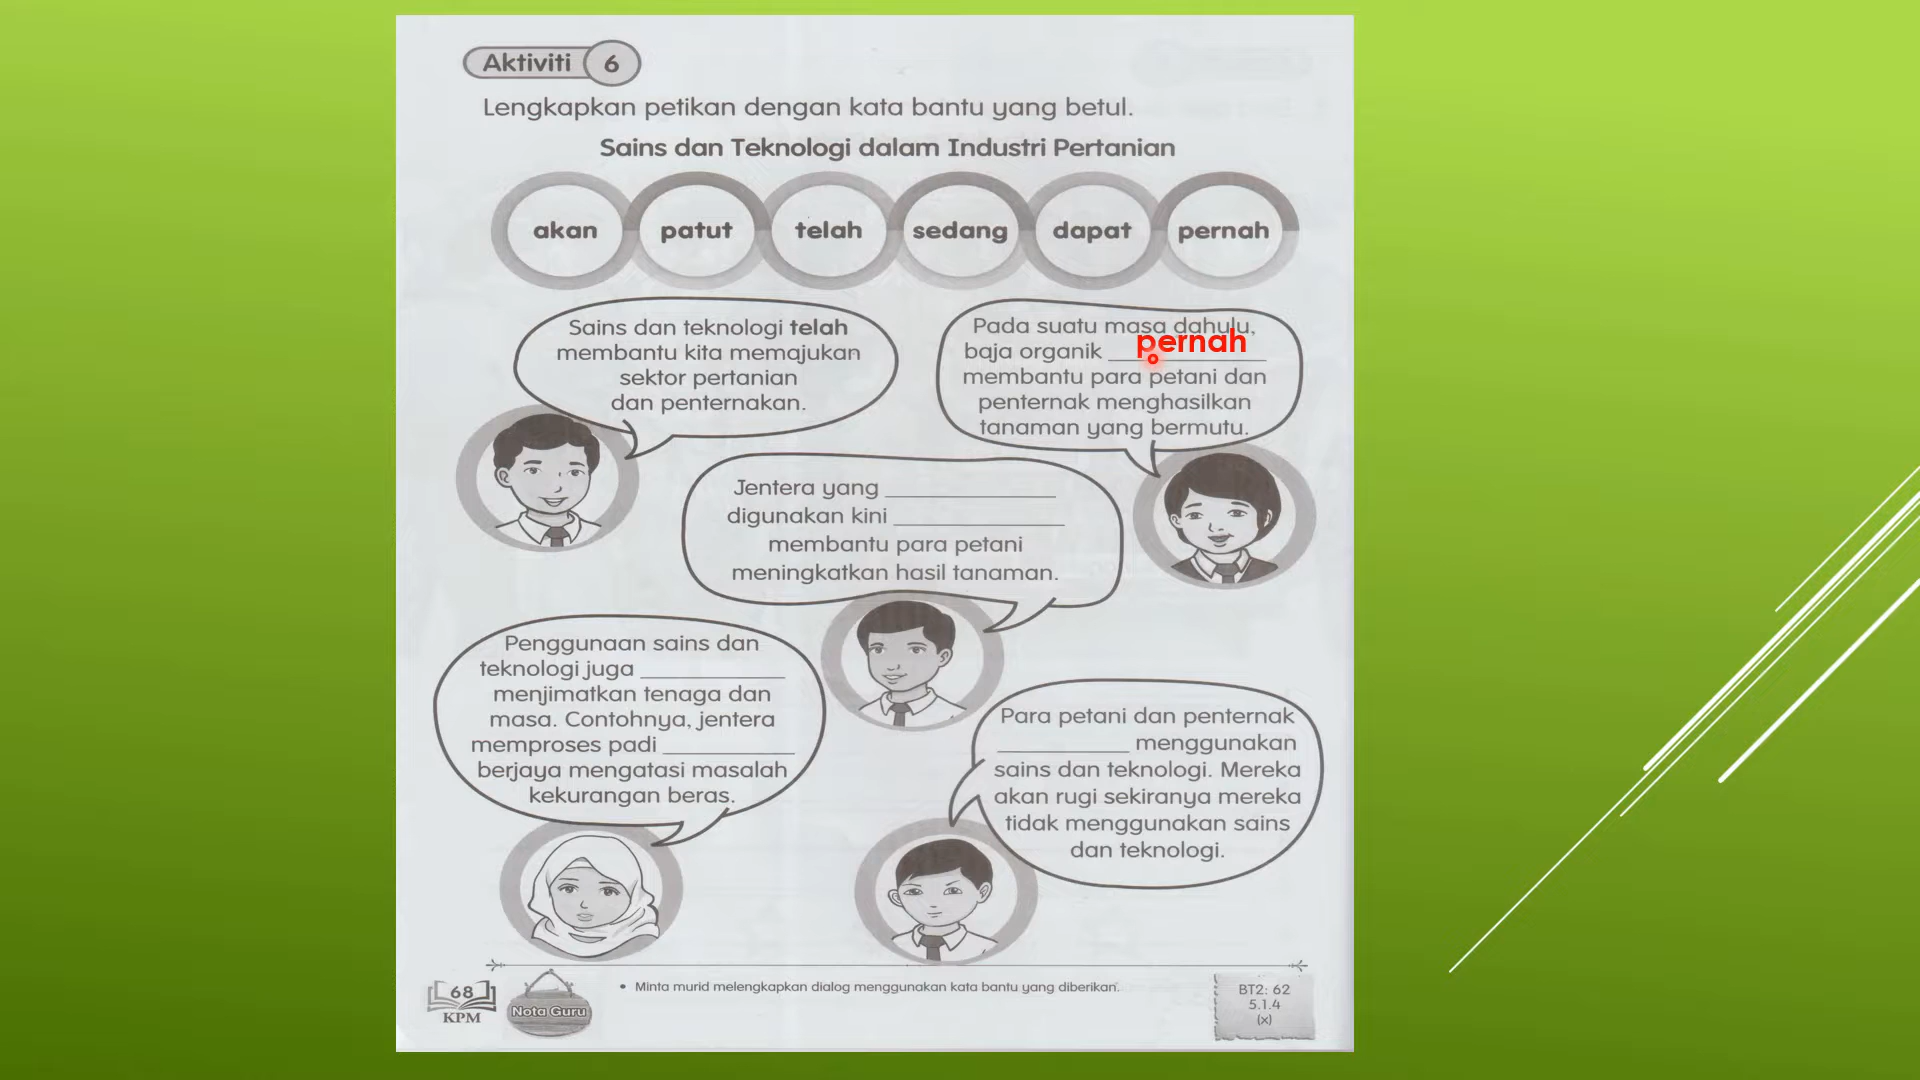 Aktiviti 6
Lengkapkan petikan dengan kata bantu yang betul.
Sains dan Teknologi dalam Industri Pertanian
akan patut telah sedang dapat pernah
Sains dan teknologi telah
membantu kita memajukan
sektor pertanian
dan penternakan.
Pada suatu masa dahulu,
baja organik pernah
membantu para petani dan
penternak menghasilkan
tanaman yang bermutu.
Jentera yang ____________
digunakan kini ____________
membantu para petani
meningkatkan hasil tanaman.
Penggunaan sains dan
teknologi juga ____________
menjimatkan tenaga dan
masa. Contohnya, jentera
memproses padi ____________
berjaya mengatasi masalah
kekurangan beras.
Para petani dan penternak
____________ menggunakan
sains dan teknologi. Mereka
akan rugi sekiranya mereka
tidak menggunakan sains
dan teknologi.
68
KPM
Nota Guru
• Minta murid melengkapkan dialog menggunakan kata bantu yang diberikan.
BT2: 62
5.1.4
(x)